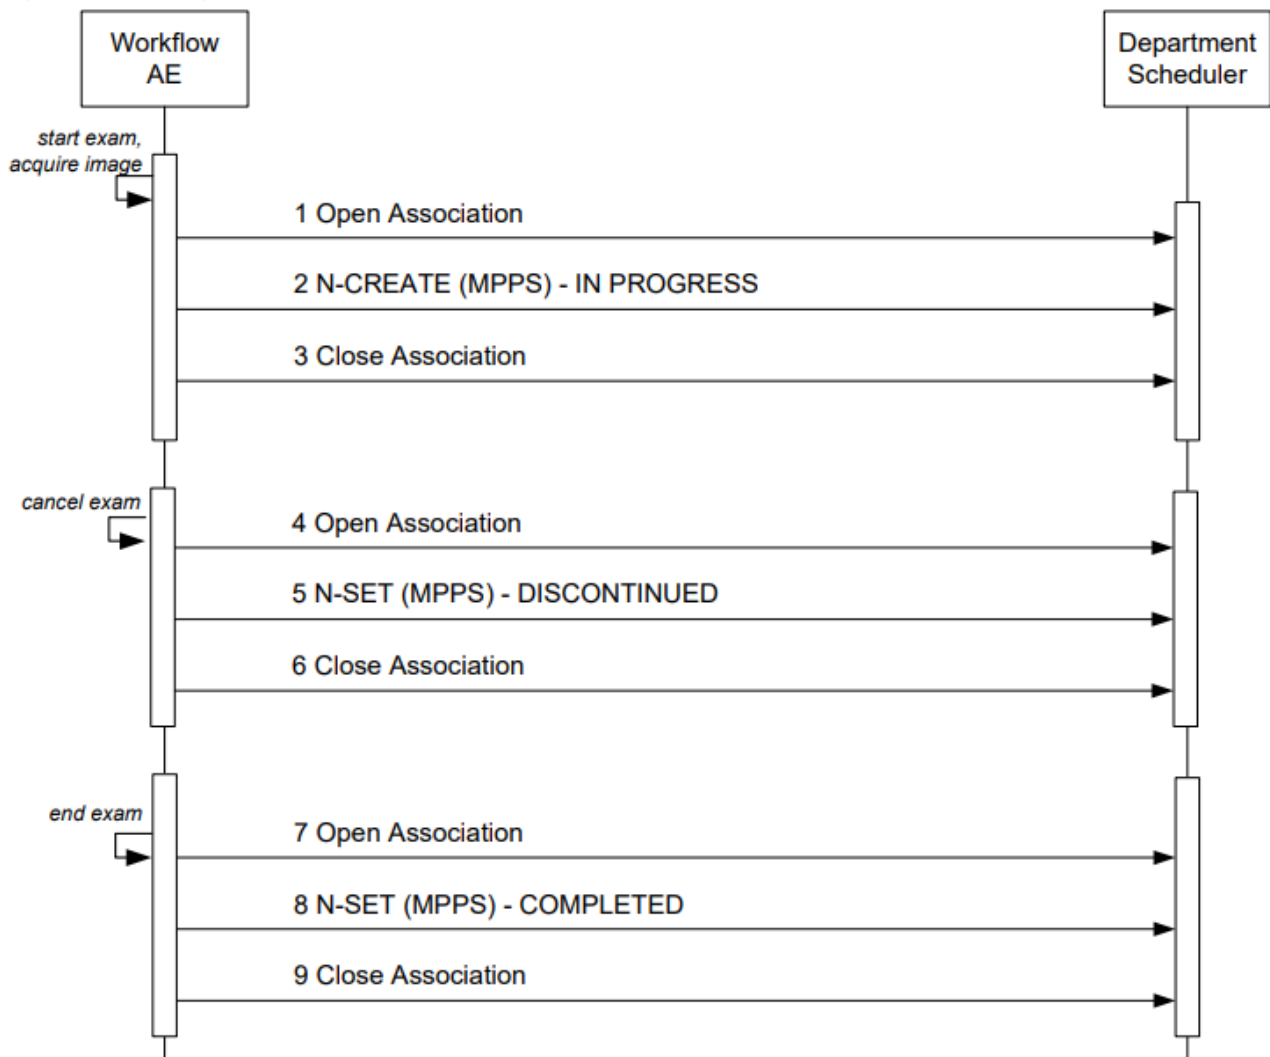 Workflow
AE
Department
Scheduler
start exam,
acquire image
1 Open Association
2 N-CREATE (MPPS) - IN PROGRESS
3 Close Association
cancel exam
4 Open Association
5 N-SET (MPPS) - DISCONTINUED
6 Close Association
end exam
7 Open Association
8 N-SET (MPPS) - COMPLETED
9 Close Association